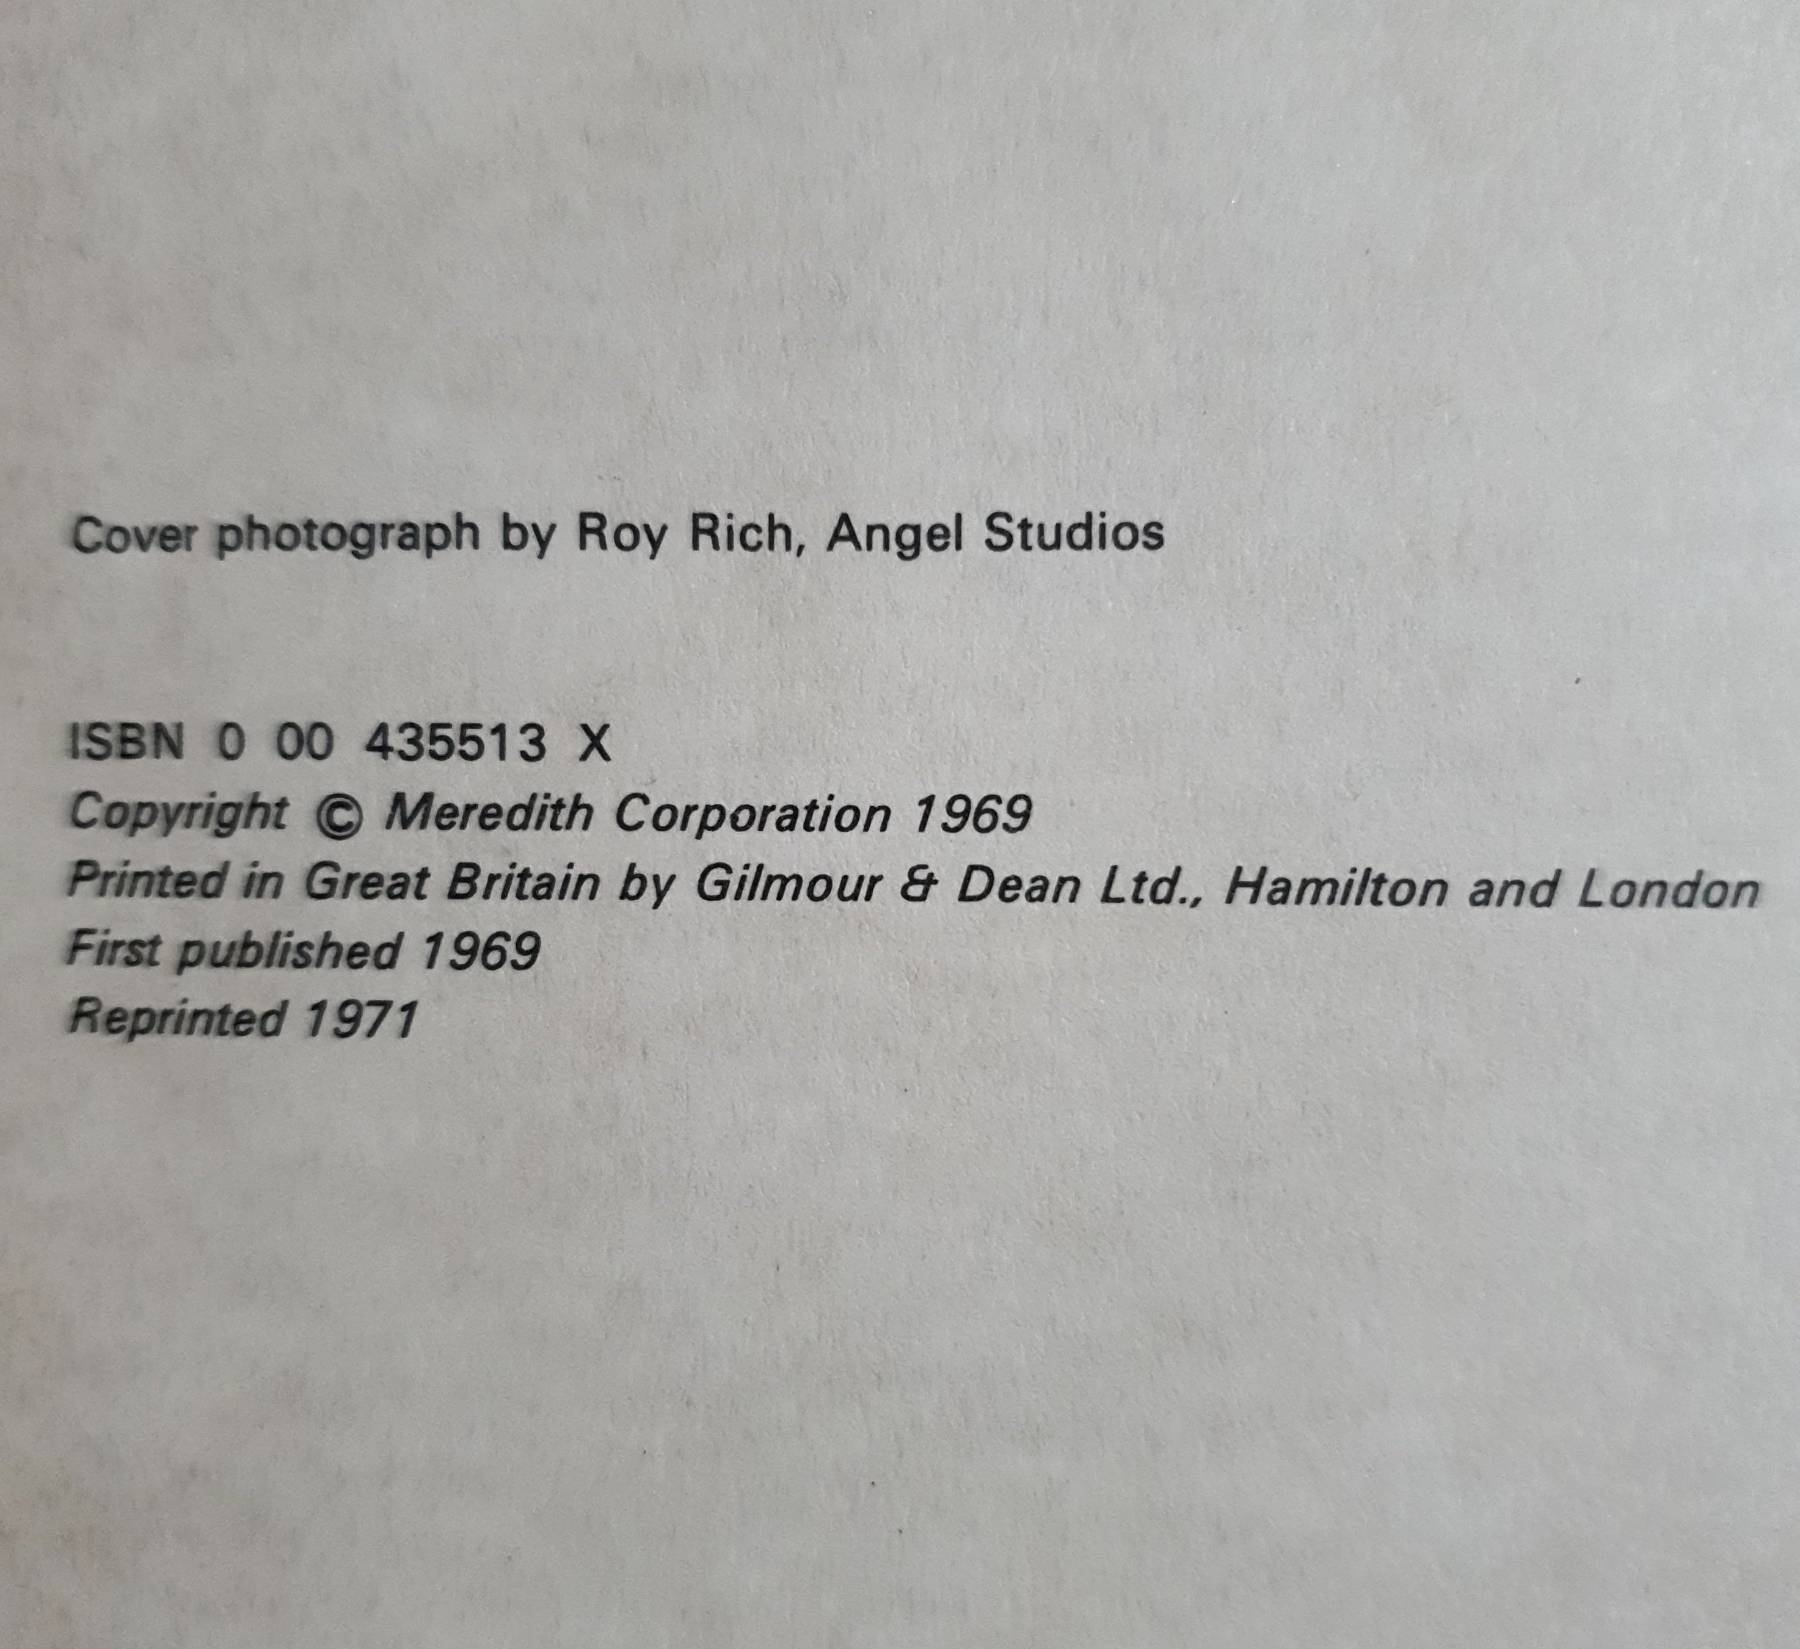 Cover photograph by Roy Rich, Angel Studios
ISBN 0 00 435513 X
Copyright © Meredith Corporation 1969
Printed in Great Britain by Gilmour & Dean Ltd., Hamilton and London
First published 1969
Reprinted 1971